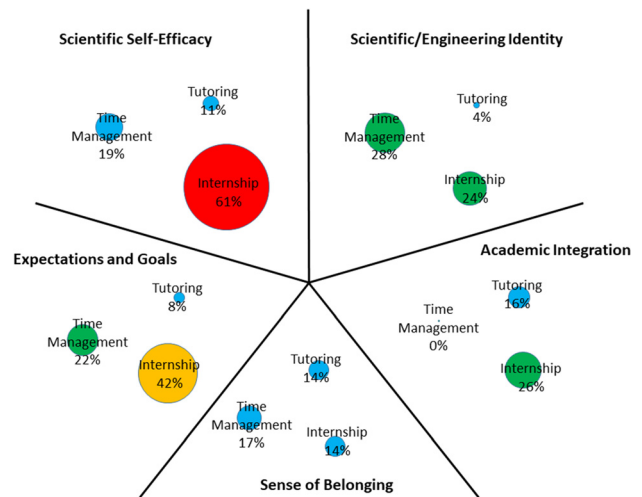 Scientific Self-Efficacy
Tutoring
11%
Time
Management
19%
Internship
61%
Scientific/Engineering Identity
Tutoring
4%
Time
Management
28%
Internship
24%
Expectations and Goals
Tutoring
8%
Time
Management
22%
Internship
42%
Academic Integration
Tutoring
16%
Time
Management
0%
Internship
26%
Tutoring
14%
Time
Management
17%
Internship
14%
Sense of Belonging